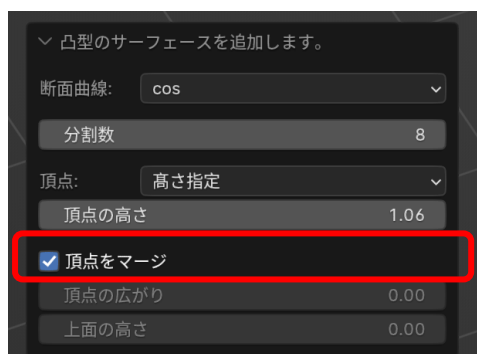 凸型のサーフェースを追加します。
断面曲線: cos
分割数 8
頂点: 髙さ指定
頂点の高さ 1.06
頂点をマージ
頂点の広がり 0.00
上面の高さ 0.00